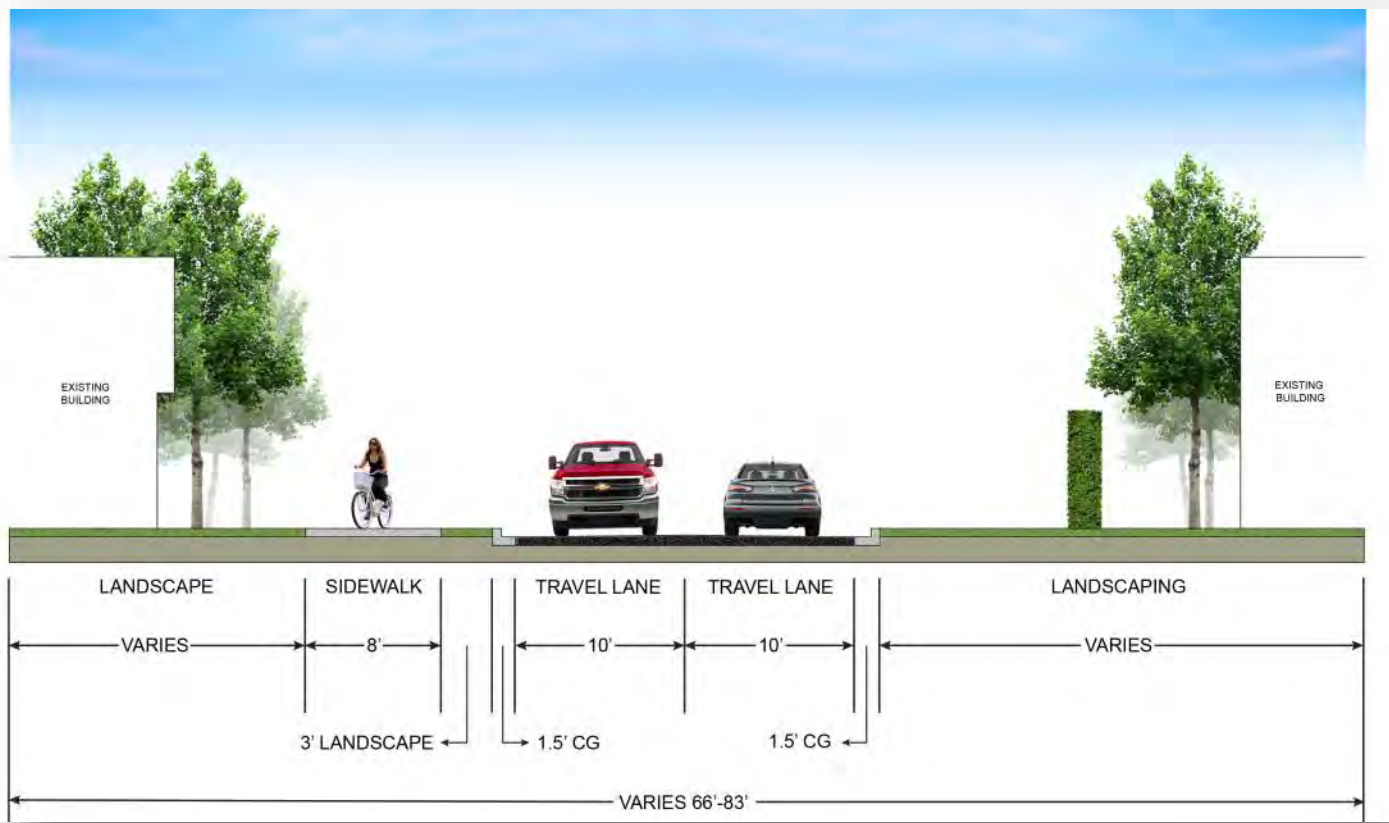 EXISTING
BUILDING
EXISTING
BUILDING
LANDSCAPE
SIDEWALK
TRAVEL LANE
TRAVEL LANE
LANDSCAPING
VARIES
8'
10'
10'
VARIES
3' LANDSCAPE
1.5' CG
1.5' CG
VARIES 66'-83'